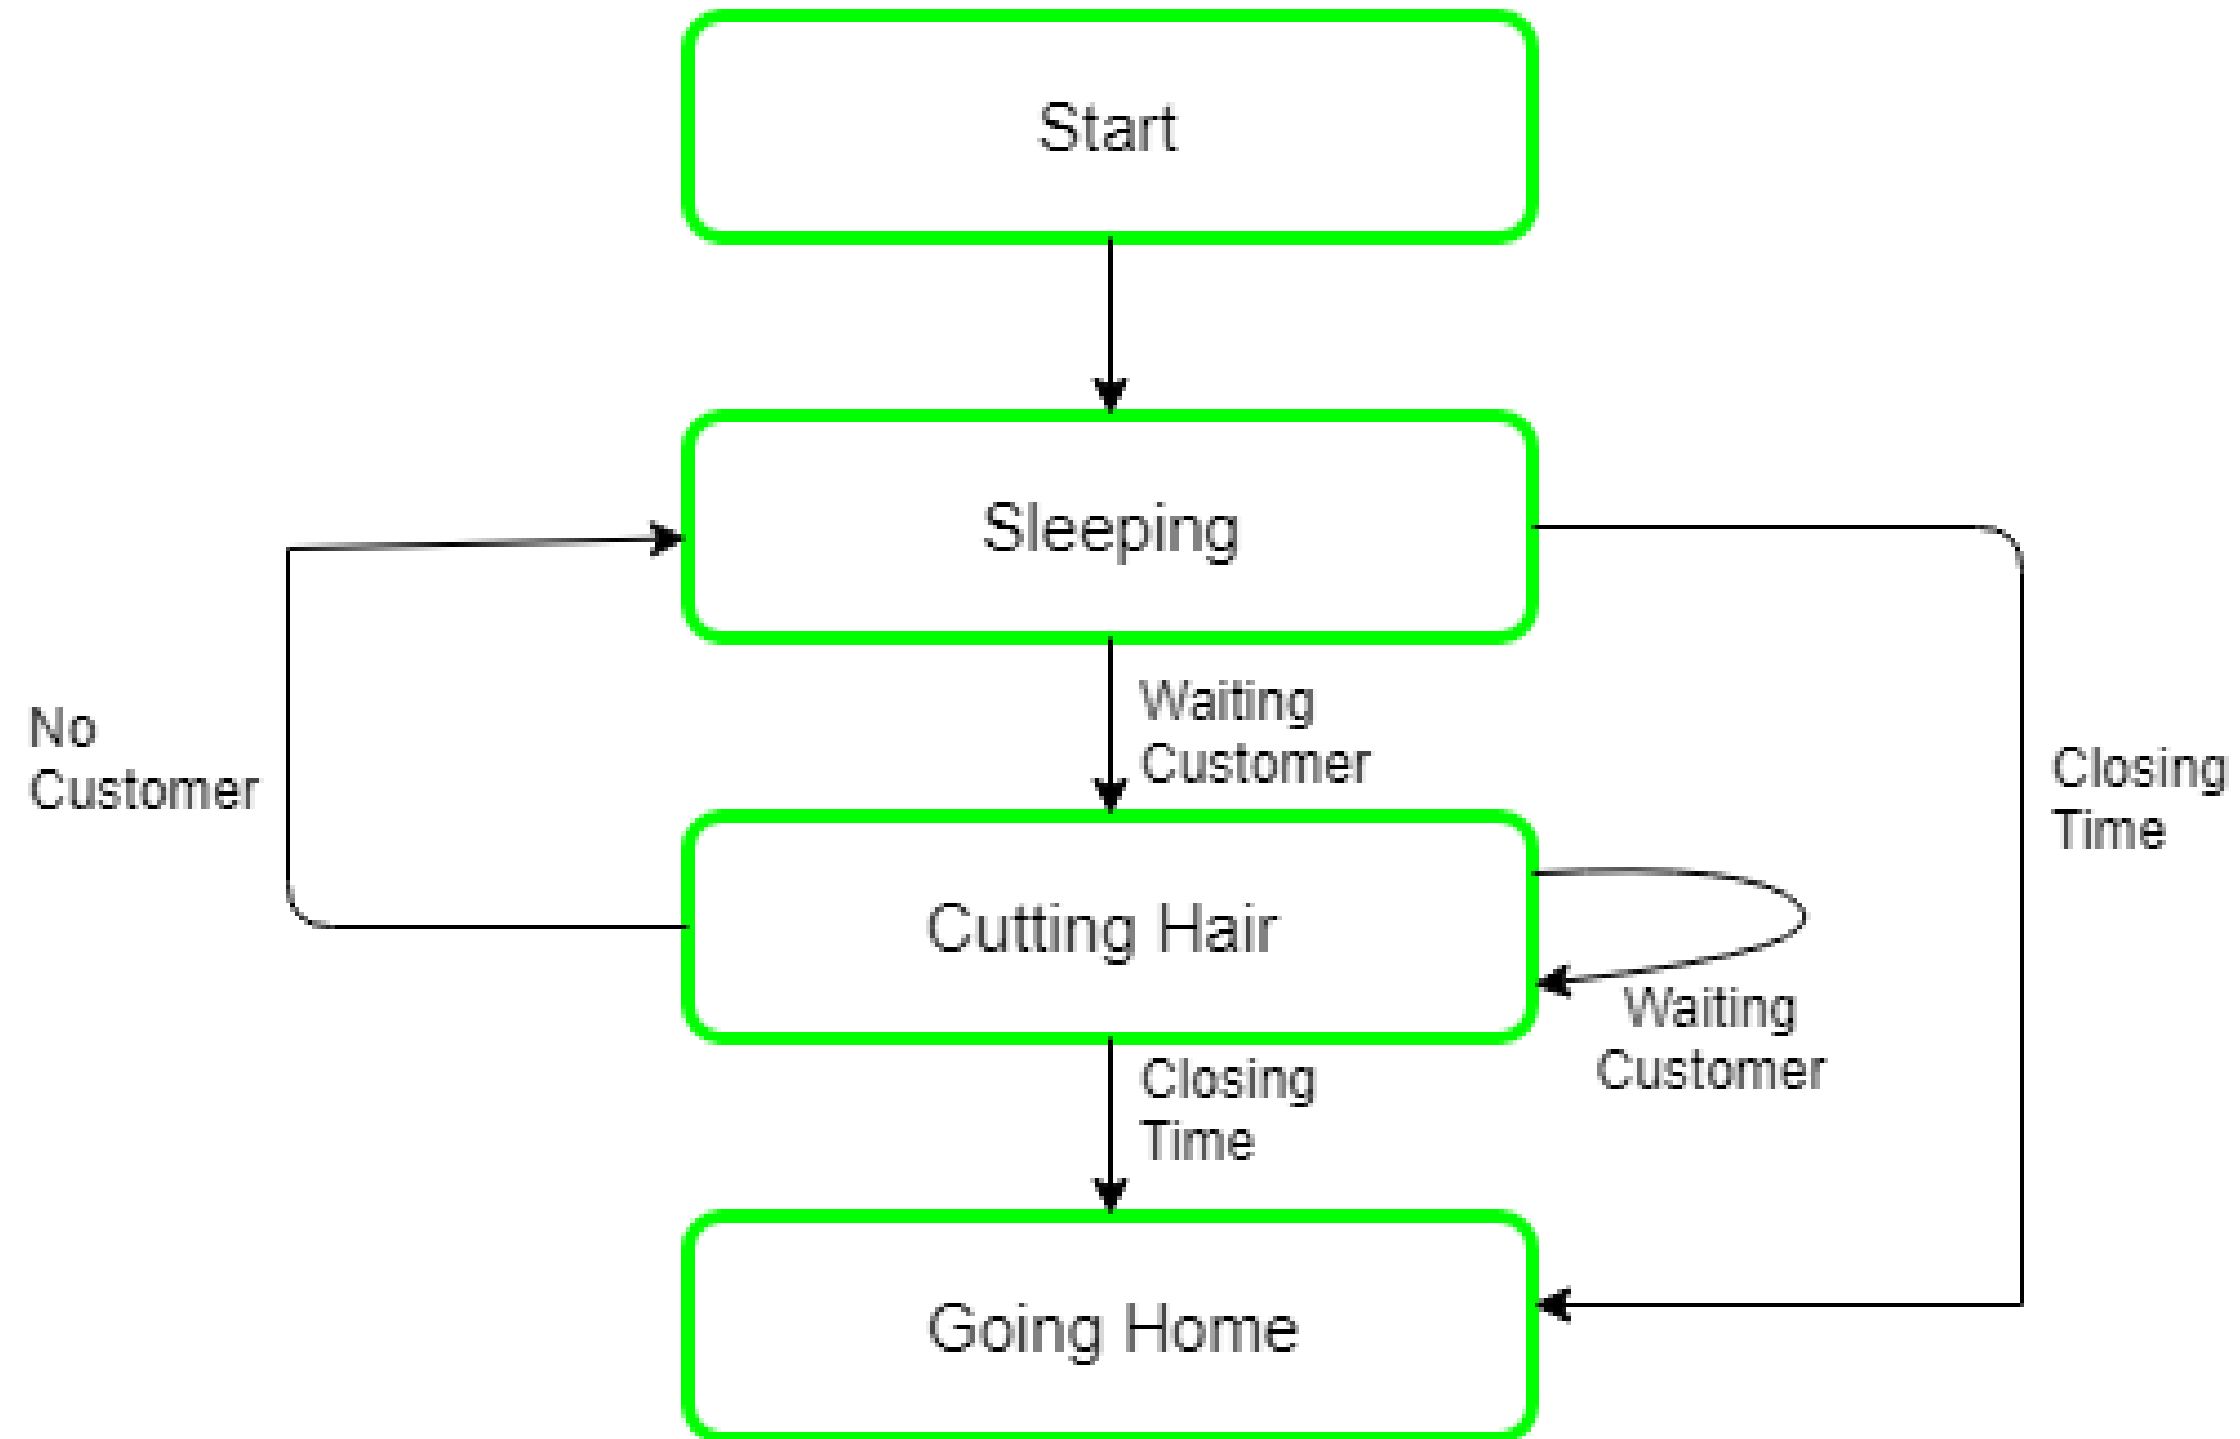 Start
Sleeping
Waiting
Customer
No
Customer
Closing
Time
Cutting Hair
Waiting
Customer
Closing
Time
Going Home